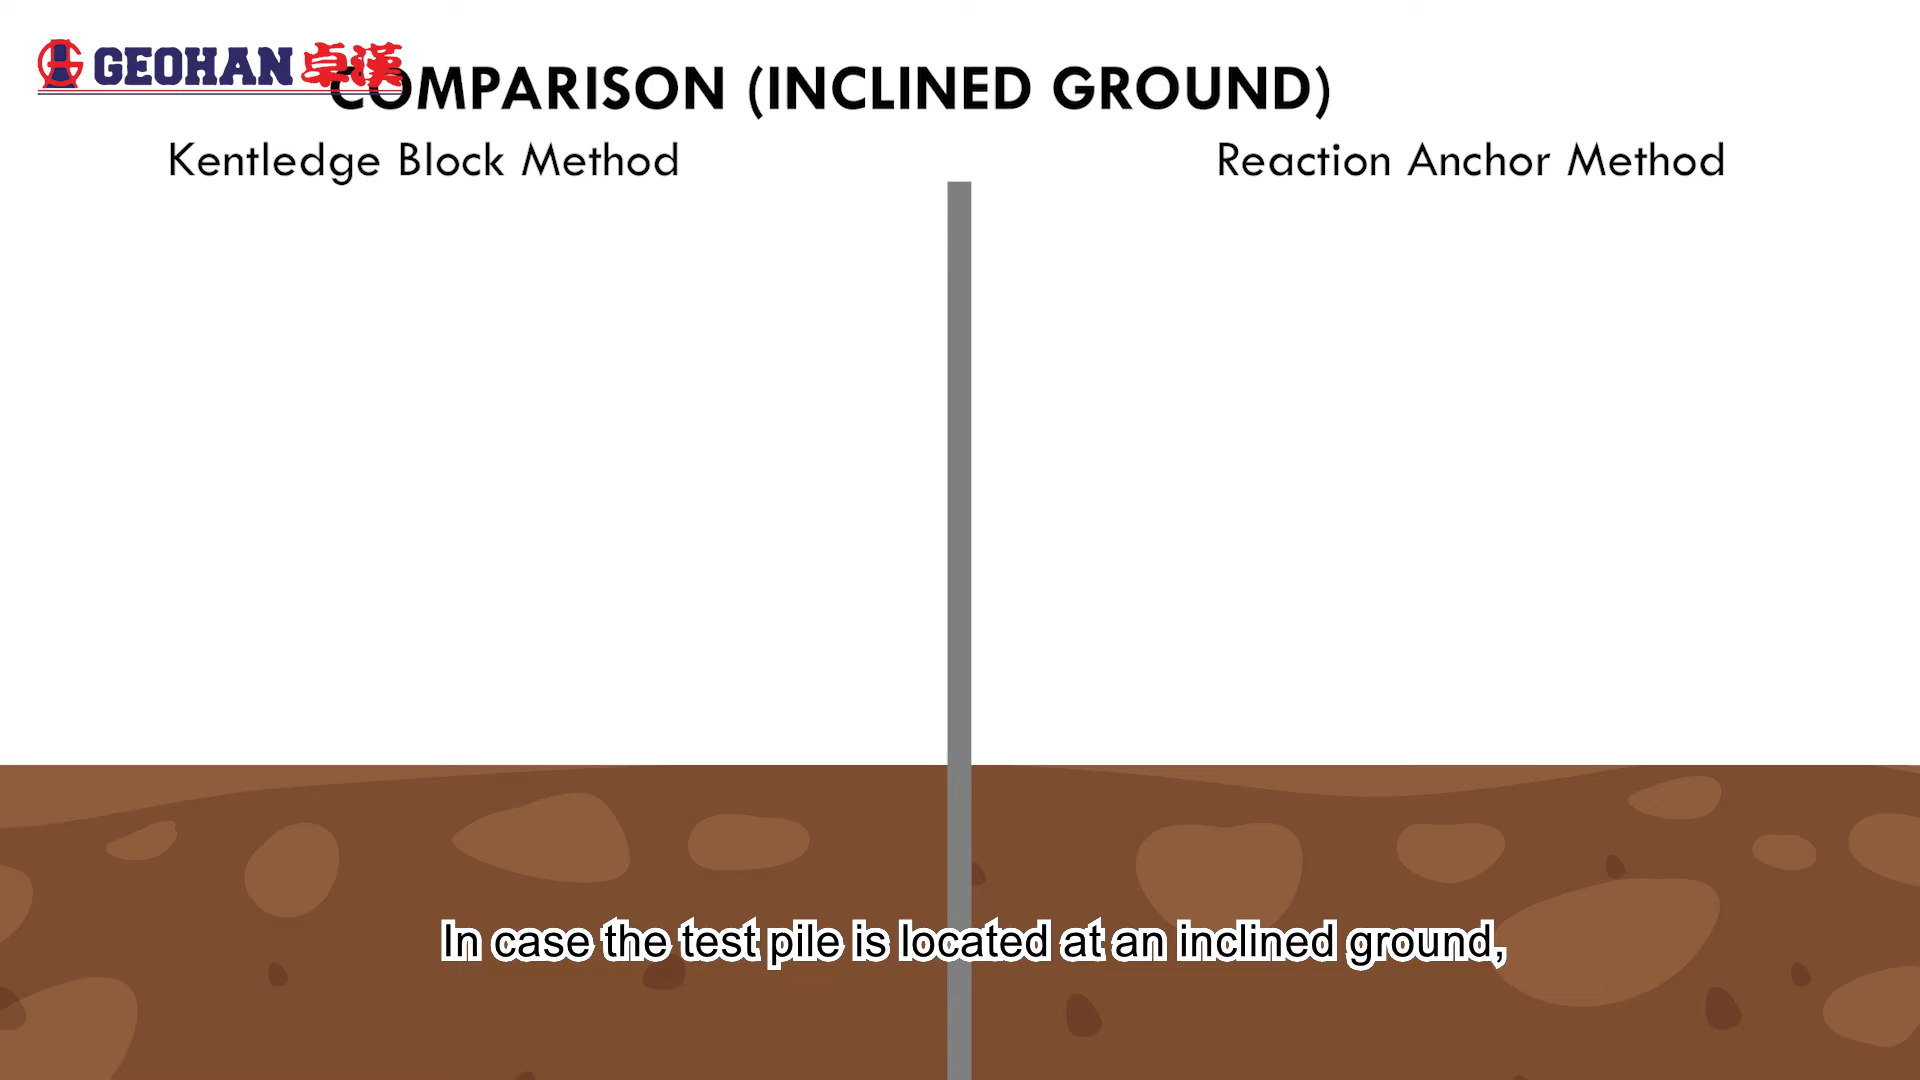 GEOHAN 卓漢
COMPARISON (INCLINED GROUND)
Kentledge Block Method
Reaction Anchor Method
In case the test pile is located at an inclined ground,